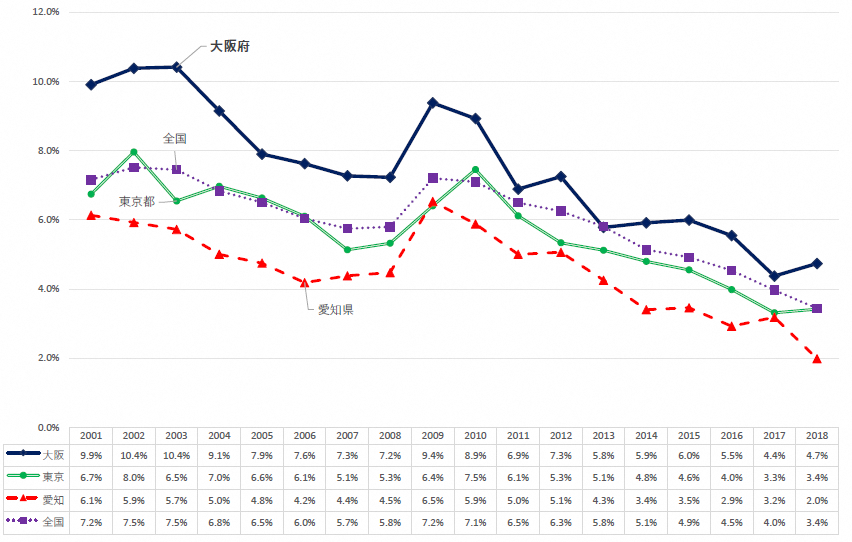 12.0%
大阪府
10.0%
全国
8.0%
東京都
6.0%
4.0%
愛知県
2.0%
0.0%
2001 2002 2003 2004 2005 2006 2007 2008 2009 2010 2011 2012 2013 2014 2015 2016 2017 2018
大阪 9.9% 10.4% 10.4% 9.1% 7.9% 7.6% 7.3% 7.2% 9.4% 8.9% 6.9% 7.3% 5.8% 5.9% 6.0% 5.5% 4.4% 4.7%
東京 6.7% 8.0% 6.5% 7.0% 6.6% 6.1% 5.1% 5.3% 6.4% 7.5% 6.1% 5.3% 5.1% 4.8% 4.6% 4.0% 3.3% 3.4%
愛知 6.1% 5.9% 5.7% 5.0% 4.8% 4.2% 4.4% 4.5% 6.5% 5.9% 5.0% 5.1% 4.3% 3.4% 3.5% 2.9% 3.2% 2.0%
全国 7.2% 7.5% 7.5% 6.8% 6.5% 6.0% 5.7% 5.8% 7.2% 7.1% 6.5% 6.3% 5.8% 5.1% 4.9% 4.5% 4.0% 3.4%